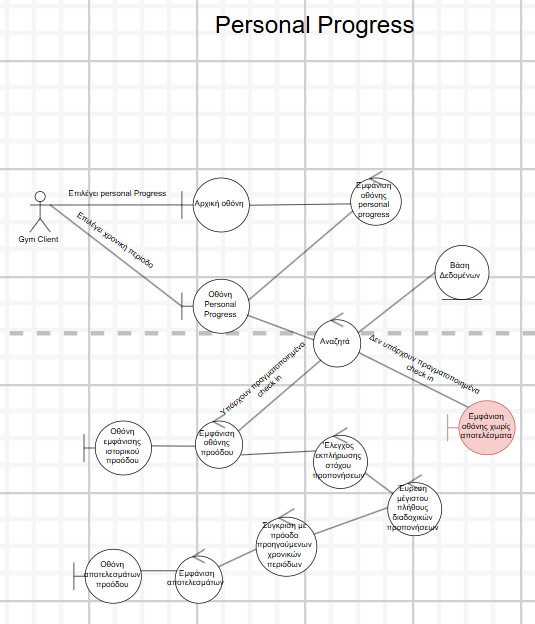 Personal Progress
Επιλέγει personal Progress
Αρχική οθόνη
Εμφάνιση
οθόνης
personal
progress
Gym Client
Επιλέγει χρονική περίοδο
Βάση
Δεδομένων
Οθόνη
Personal
Progress
Αναζητά
Υπάρχουν πραγματοποιημένα
check in
Δεν υπάρχουν πραγματοποιημένα
check in
Εμφάνιση
οθονής χωρίς
αποτελέσματα
Οθόνη
εμφάνισης
ιστορικού
προόδου
Εμφάνιση
οθόνης
προόδου
Έλεγχος
εκπλήρωσης
στόχου
προπονήσεων
Εύρεση
μέγιστου
πλήθους
διαδοχικών
προπονήσεων
Σύγκριση με
πρόοδο
προηγούμενων
χρονικών
περιόδων
Οθόνη
αποτελεσμάτων
προόδου
Εμφάνιση
αποτελεσμάτων